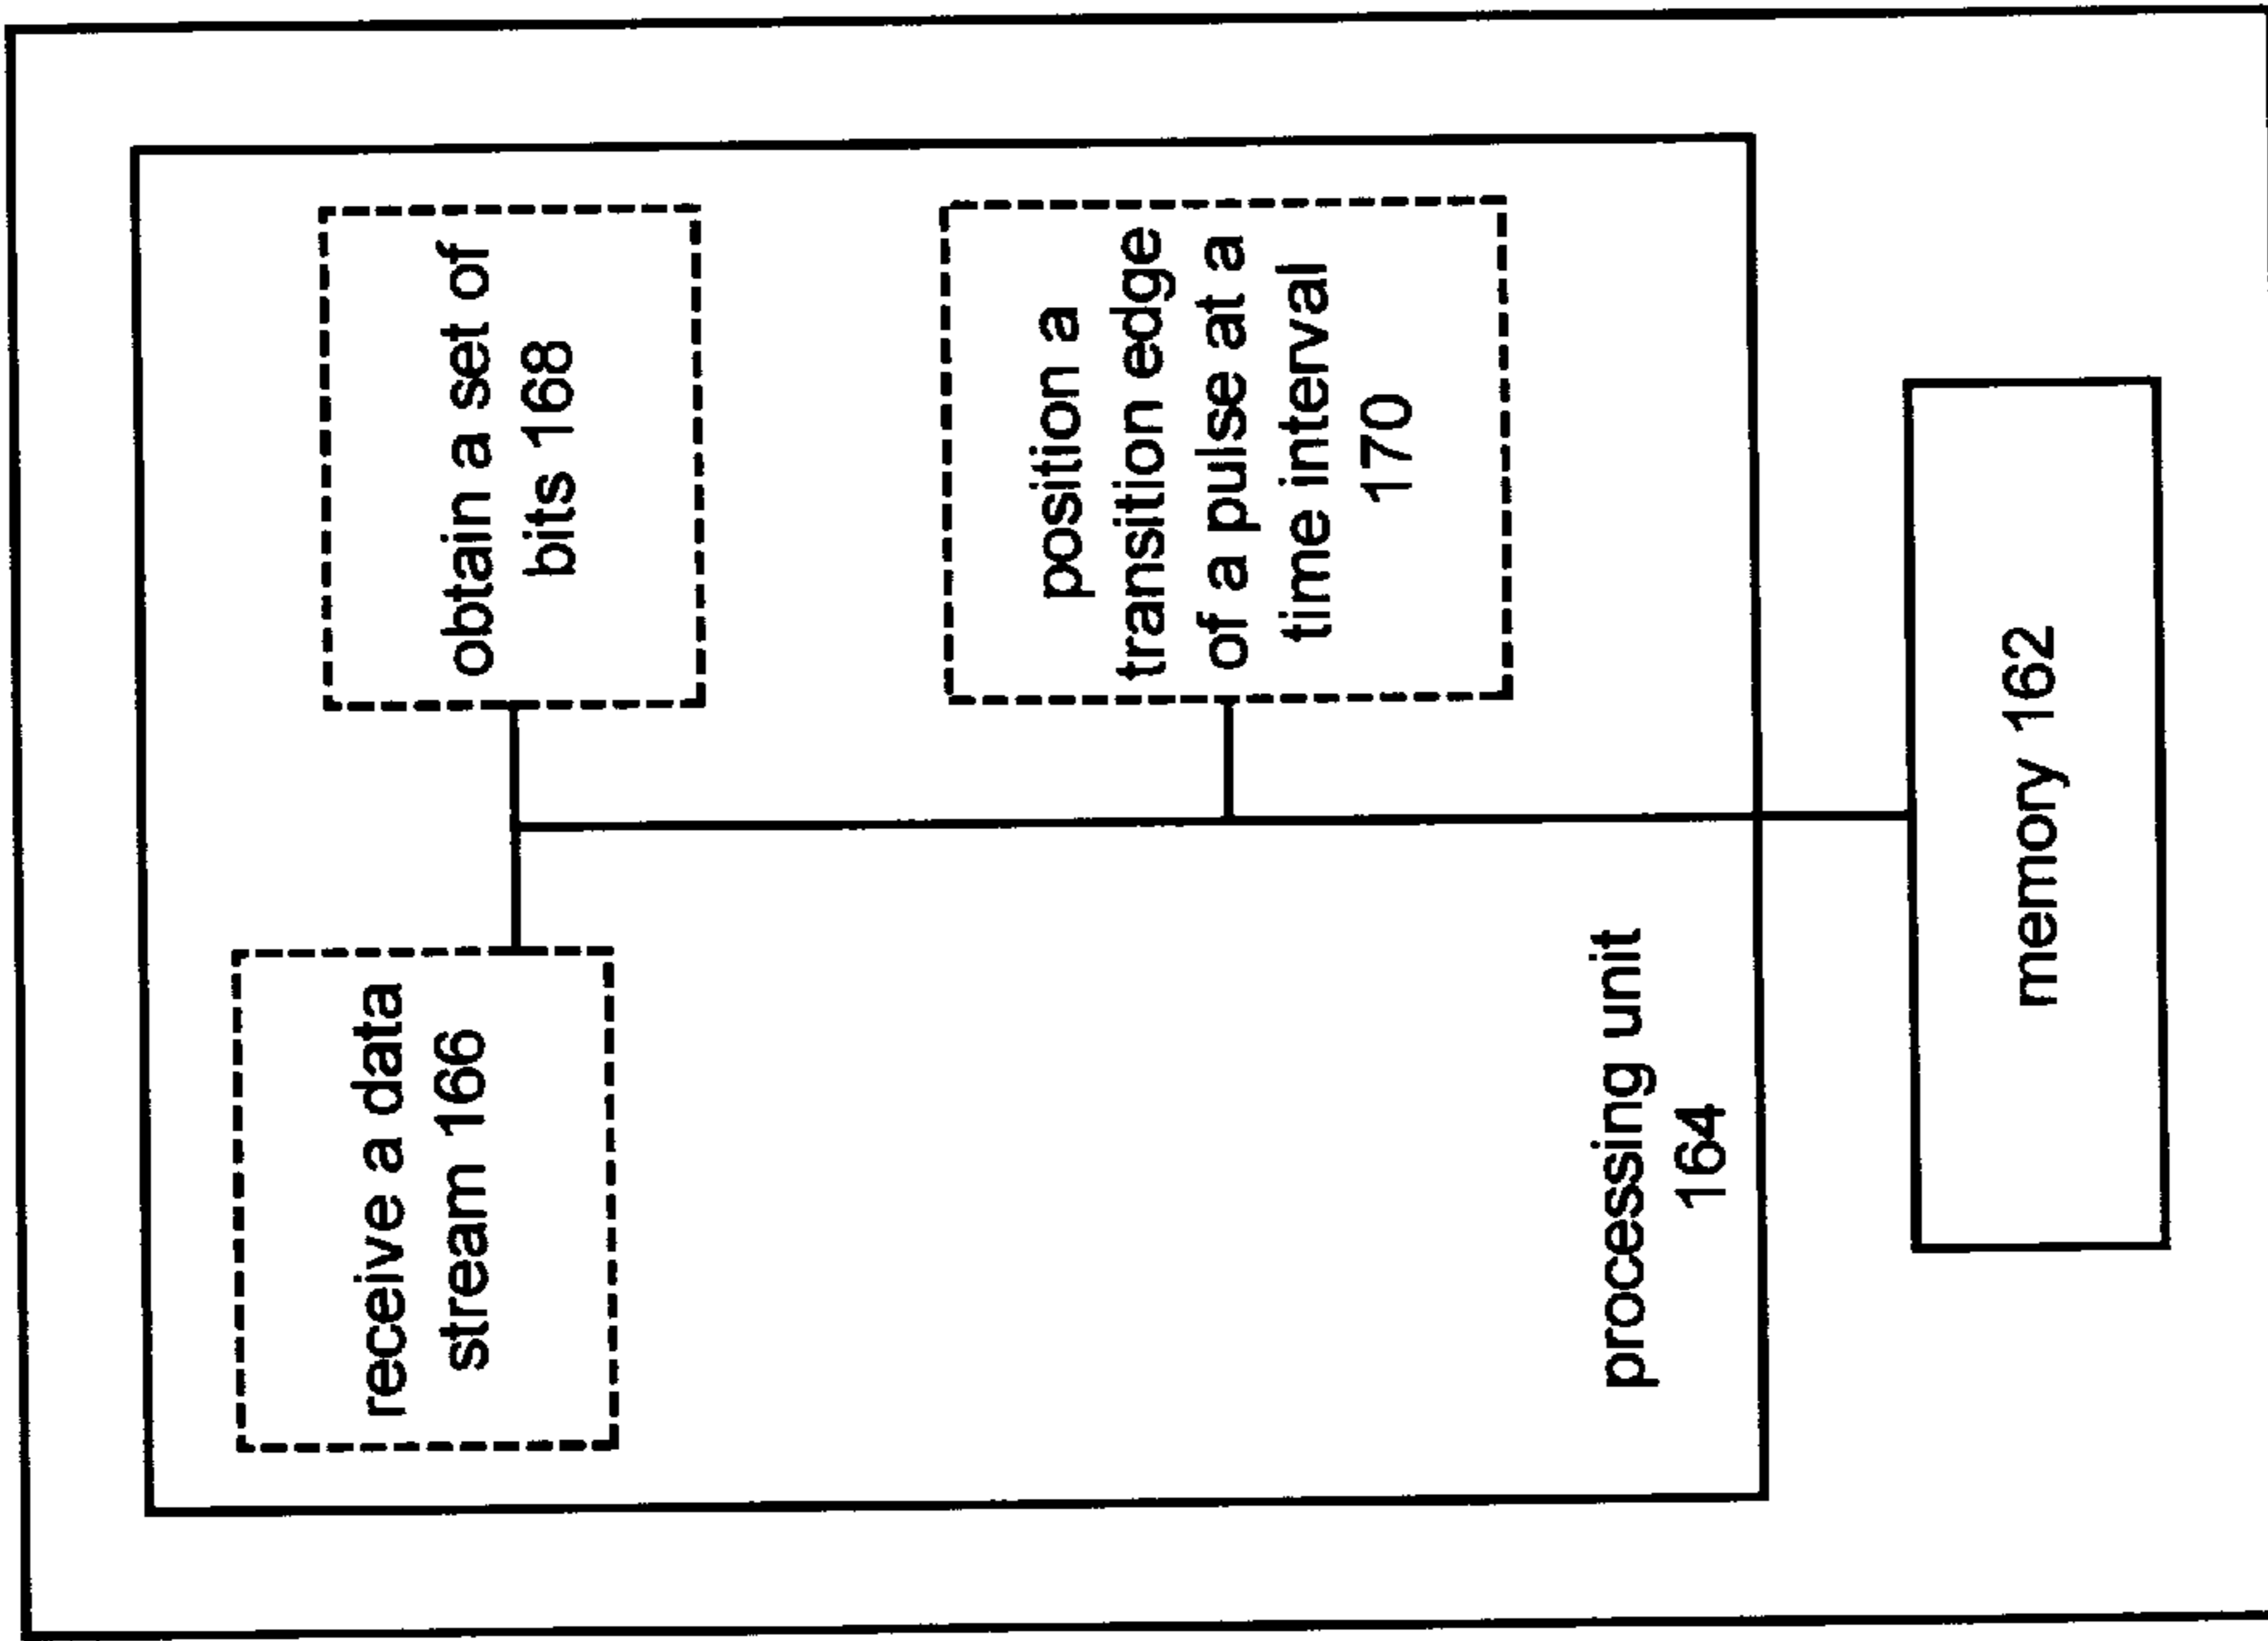 receive a data
stream 166
obtain a set of
bits 168
position a
transition edge
of a pulse at a
time interval
170
processing unit
164
memory 162